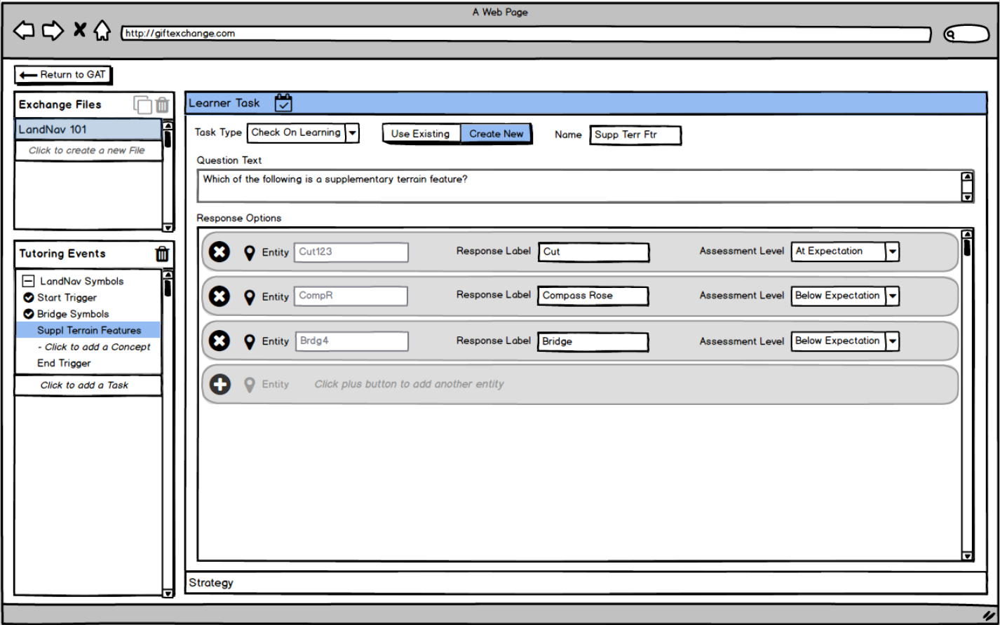 A Web Page
http://giftexchange.com
Return to GAT
Exchange Files
LandNav 101
Click to create a new File
Tutoring Events
LandNav Symbols
Start Trigger
Bridge Symbols
Suppl Terrain Features
- Click to add a Concept
End Trigger
Click to add a Task
Learner Task
Task Type Check On Learning Use Existing Create New Name Supp Terr Ftr
Question Text
Which of the following is a supplementary terrain feature?
Response Options
Entity Cut123 Response Label Cut Assessment Level At Expectation
Entity CompR Response Label Compass Rose Assessment Level Below Expectation
Entity Brdg4 Response Label Bridge Assessment Level Below Expectation
Entity Click plus button to add another entity
Strategy